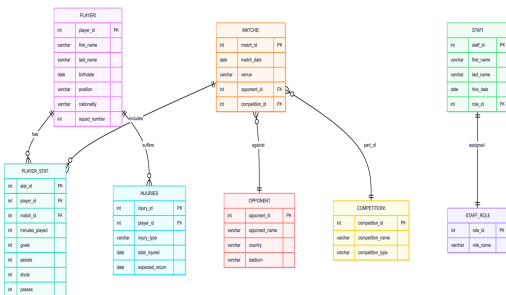 PLAYER
int player_id PK
varchar first_name
varchar last_name
date birthdate
varchar position
varchar nationality
int squad_number
MATCHE
int match_id PK
date match_date
varchar venue
int opponent_id FK
int competition_id FK
STAFF
int staff_id PK
varchar first_name
varchar last_name
date hire_date
int role_id FK
has
includes
suffers
against
part_of
assigned
PLAYER_STAT
int stat_id PK
int player_id FK
int match_id FK
int minutes_played
int goals
int assists
int shots
int passes
INJURIES
int injury_id PK
int player_id FK
varchar injury_type
date date_injured
date expected_return
OPPONENT
int opponent_id PK
varchar opponent_name
varchar country
varchar stadium
COMPETITION
int competition_id PK
varchar competition_name
varchar competition_type
STAFF_ROLE
int role_id PK
varchar role_name